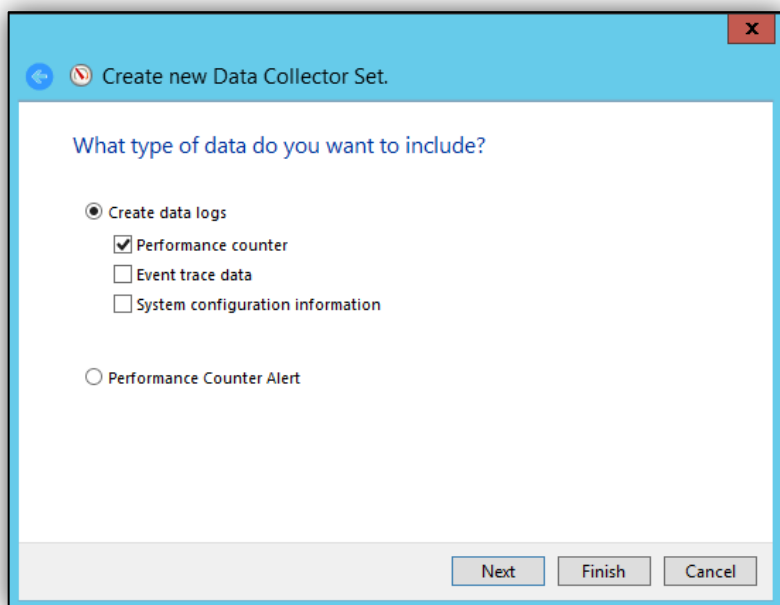 x
Create new Data Collector Set.
What type of data do you want to include?
Create data logs
Performance counter
Event trace data
System configuration information
Performance Counter Alert
Next Finish Cancel